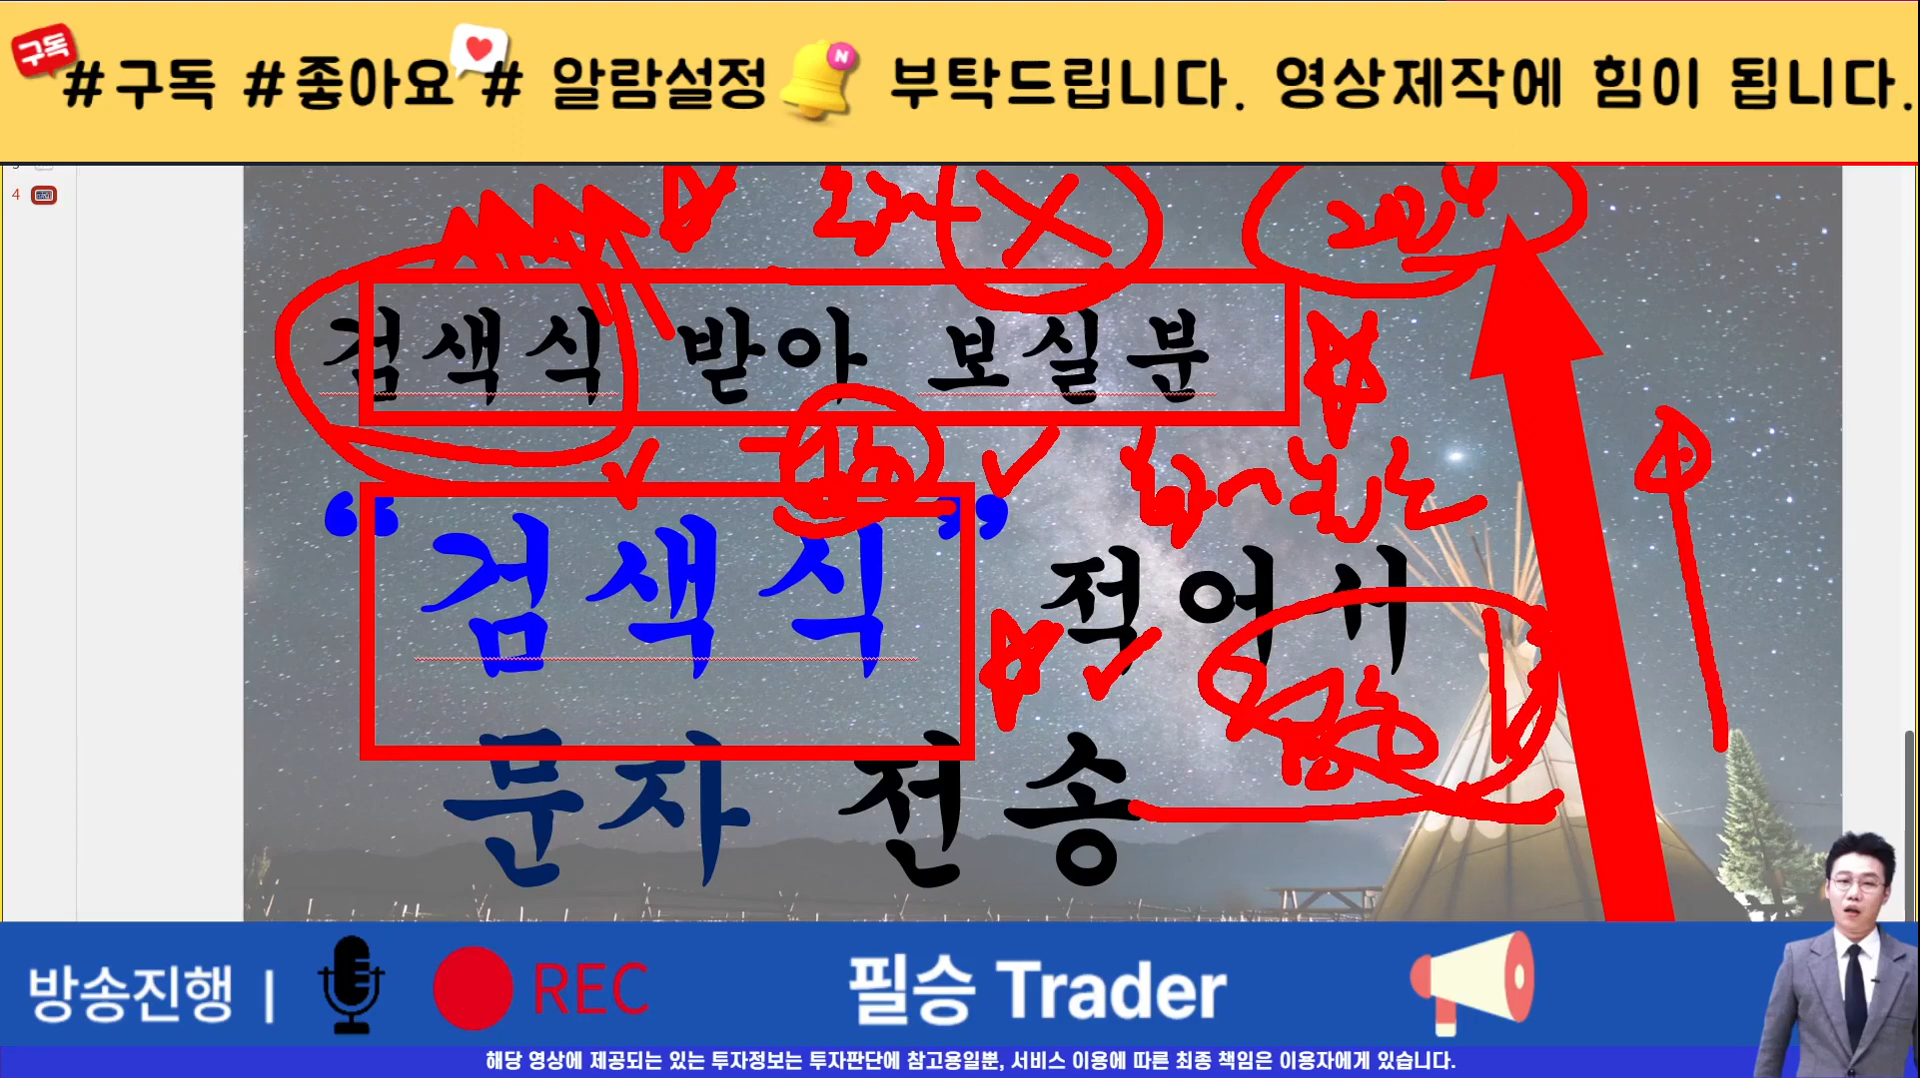 구독
#구독 #좋아요 # 알람설정 N 부탁드립니다. 영상제작에 힘이 됩니다.
4
검색식 받아 보실분
“검색식” 적어서
문자 전송
방송진행 | REC 필승 Trader
해당 영상에 제공되는 있는 투자정보는 투자판단에 참고용일뿐, 서비스 이용에 따른 최종 책임은 이용자에게 있습니다.